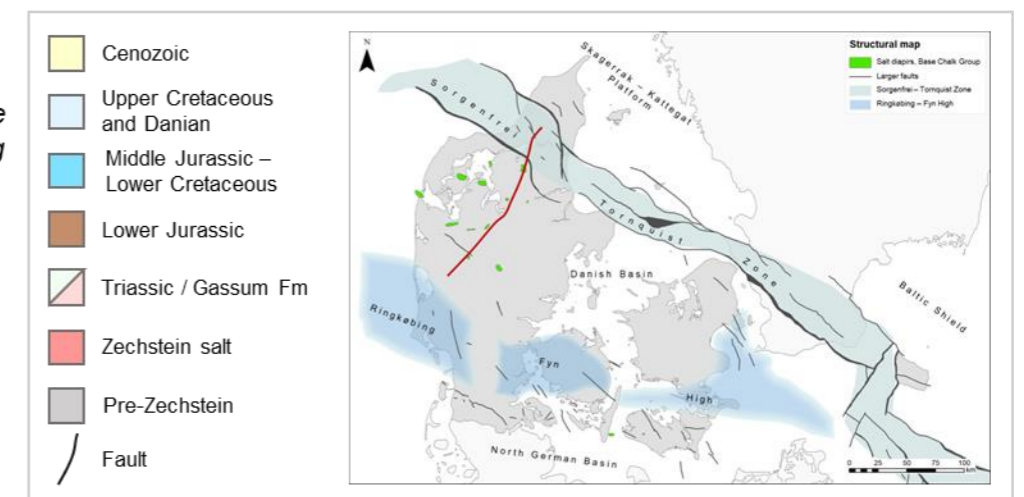 e
g
Cenozoic
Upper Cretaceous
and Danian
Middle Jurassic –
Lower Cretaceous
Lower Jurassic
Triassic / Gassum Fm
Zechstein salt
Pre-Zechstein
Fault
N
Skagerrak – Kattegat
Platform
Structural map
Salt diapirs, Base Chalk Group
Larger faults
Sorgenfrei – Tornquist Zone
Ringkøbing – Fyn High
Sorgenfrei
Tornquist
Zone
Danish Basin
Baltic Shield
Ringkøbing
Fyn
High
North German Basin
0 25 50 75 100
km